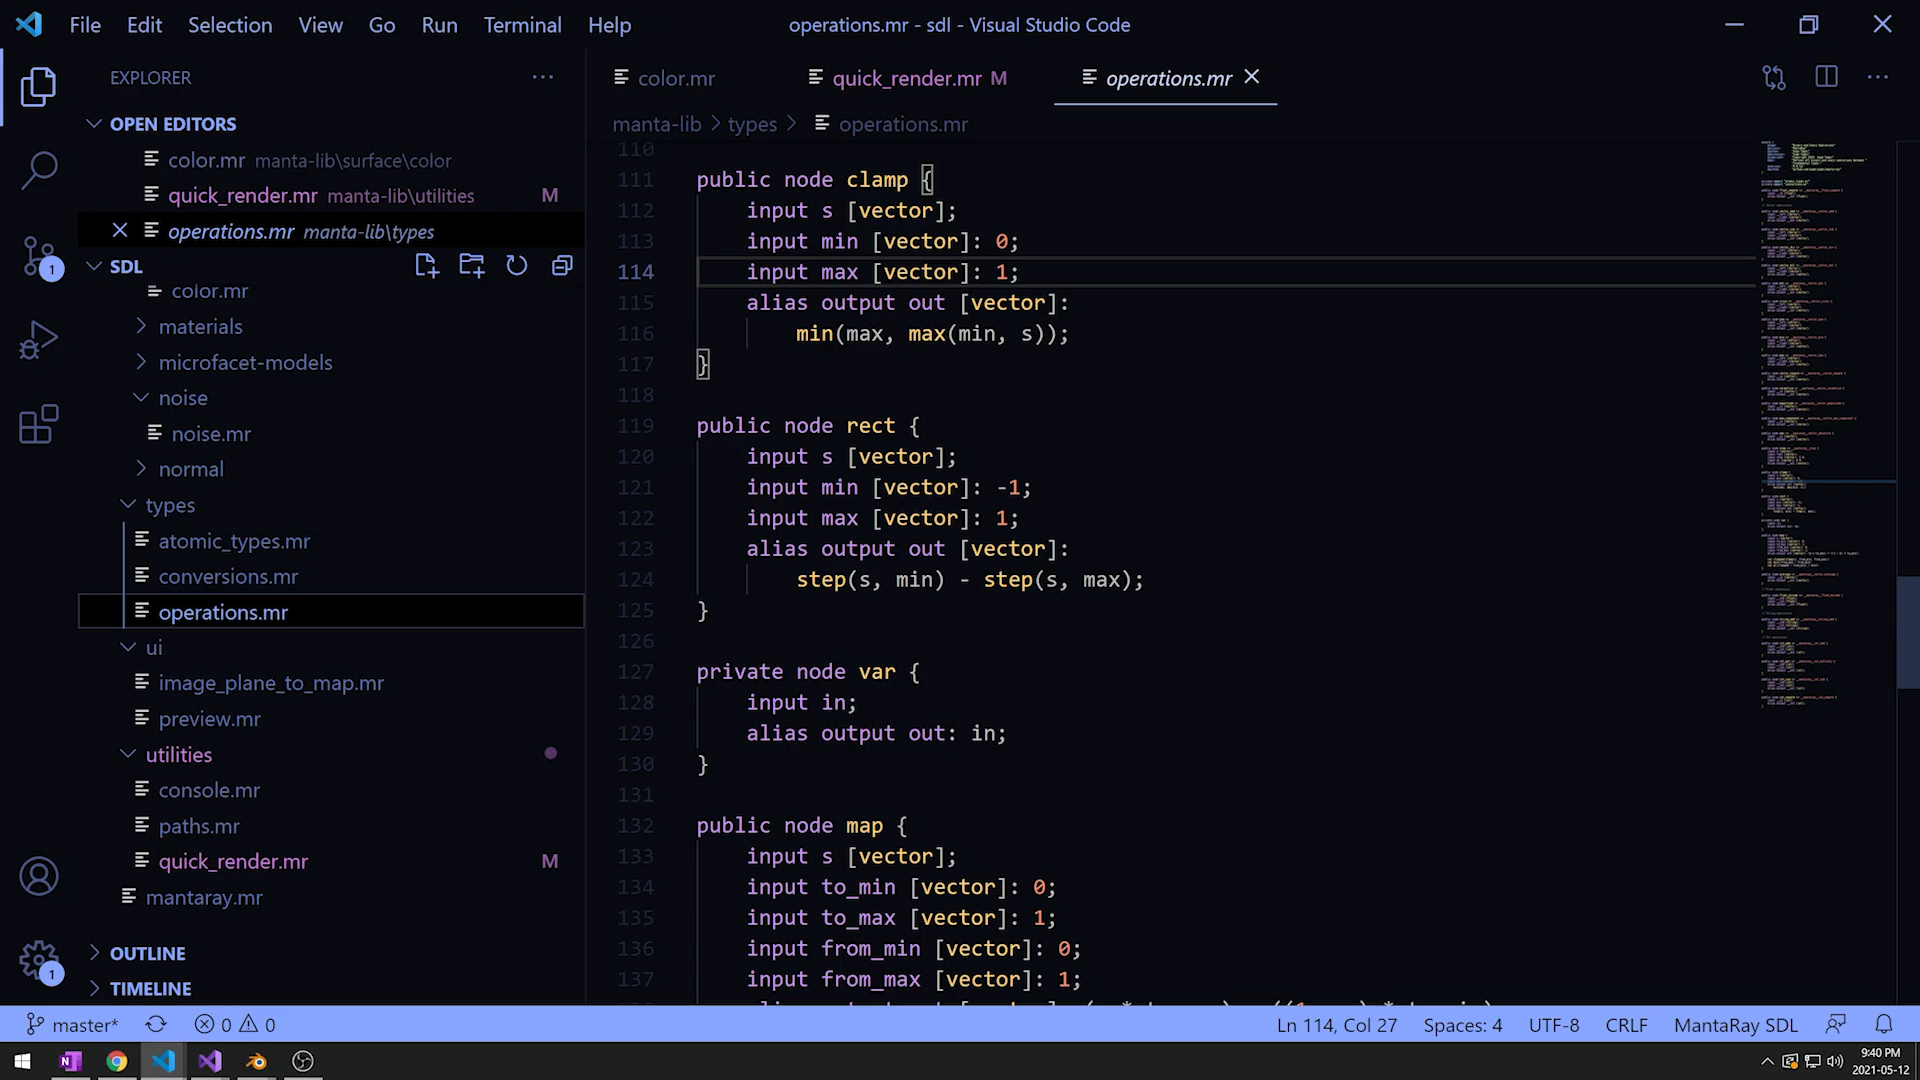 File Edit Selection View Go Run Terminal Help
operations.mr - sdl - Visual Studio Code
EXPLORER
OPEN EDITORS
color.mr manta-lib\surface\color
quick_render.mr manta-lib\utilities M
operations.mr manta-lib\types
SDL
color.mr
materials
microfacet-models
noise
noise.mr
normal
types
atomic_types.mr
conversions.mr
operations.mr
ui
image_plane_to_map.mr
preview.mr
utilities
console.mr
paths.mr
quick_render.mr M
mantaray.mr
OUTLINE
TIMELINE
1
1
color.mr quick_render.mr M operations.mr
manta-lib > types > operations.mr
110
111 public node clamp {
112 input s [vector];
113 input min [vector]: 0;
114 input max [vector]: 1;
115 alias output out [vector]:
116 min(max, max(min, s));
117 }
118
119 public node rect {
120 input s [vector];
121 input min [vector]: -1;
122 input max [vector]: 1;
123 alias output out [vector]:
124 step(s, min) - step(s, max);
125 }
126
127 private node var {
128 input in;
129 alias output out: in;
130 }
131
132 public node map {
133 input s [vector];
134 input to_min [vector]: 0;
135 input to_max [vector]: 1;
136 input from_min [vector]: 0;
137 input from_max [vector]: 1;
master* 0 0 Ln 114, Col 27 Spaces: 4 UTF-8 CRLF MantaRay SDL
9:40 PM
2021-05-12